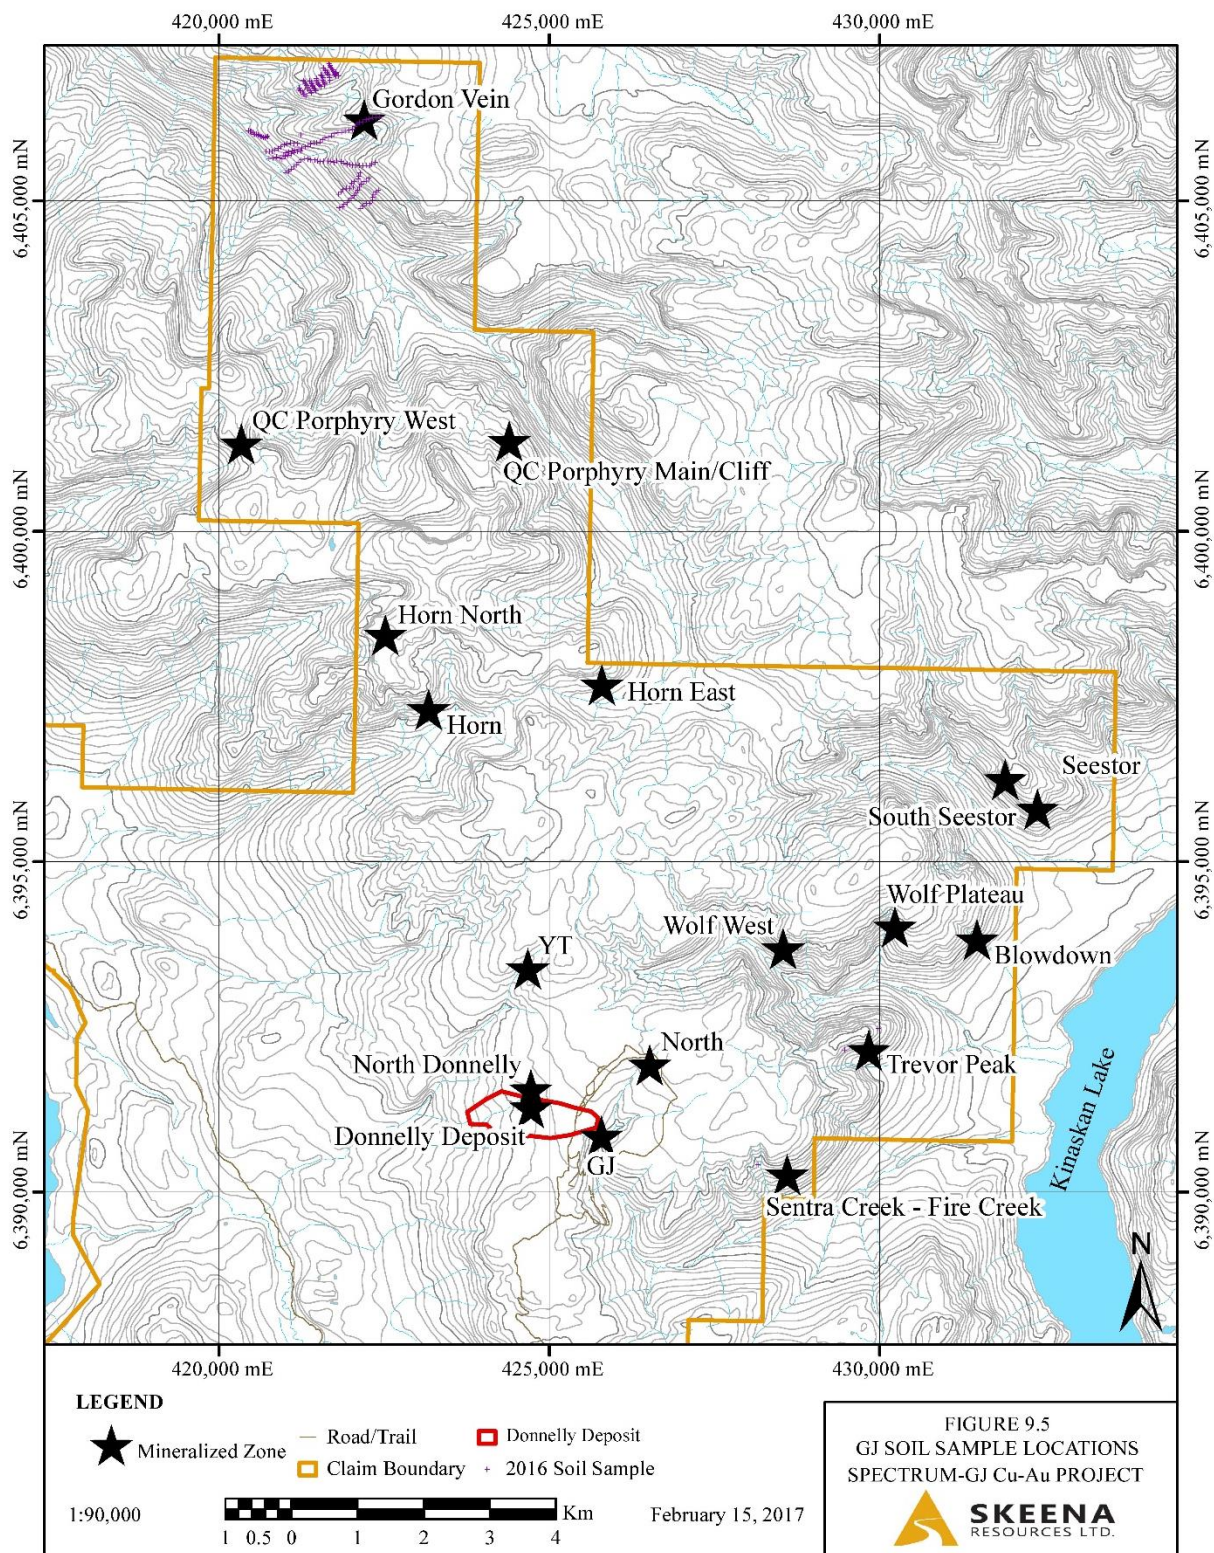 420,000 mE
425,000 mE
430,000 mE
Gordon Vein
6,405,000 mN
6,405,000 mN
QC Porphyry West
QC Porphyry Main/Cliff
6,400,000 mN
6,400,000 mN
Horn North
Horn East
Horn
Seestor
South Seestor
6,395,000 mN
6,395,000 mN
Wolf Plateau
Wolf West
Blowdown
YT
North
Trevor Peak
North Donnelly
Donnelly Deposit
GJ
Kinaskan Lake
6,390,000 mN
6,390,000 mN
Sentra Creek - Fire Creek
N
420,000 mE
425,000 mE
430,000 mE
LEGEND
Mineralized Zone
Road/Trail
Donnelly Deposit
Claim Boundary
2016 Soil Sample
1:90,000
Km
1 0.5 0 1 2 3 4
February 15, 2017
FIGURE 9.5
GJ SOIL SAMPLE LOCATIONS
SPECTRUM-GJ Cu-Au PROJECT
SKEENA
RESOURCES LTD.